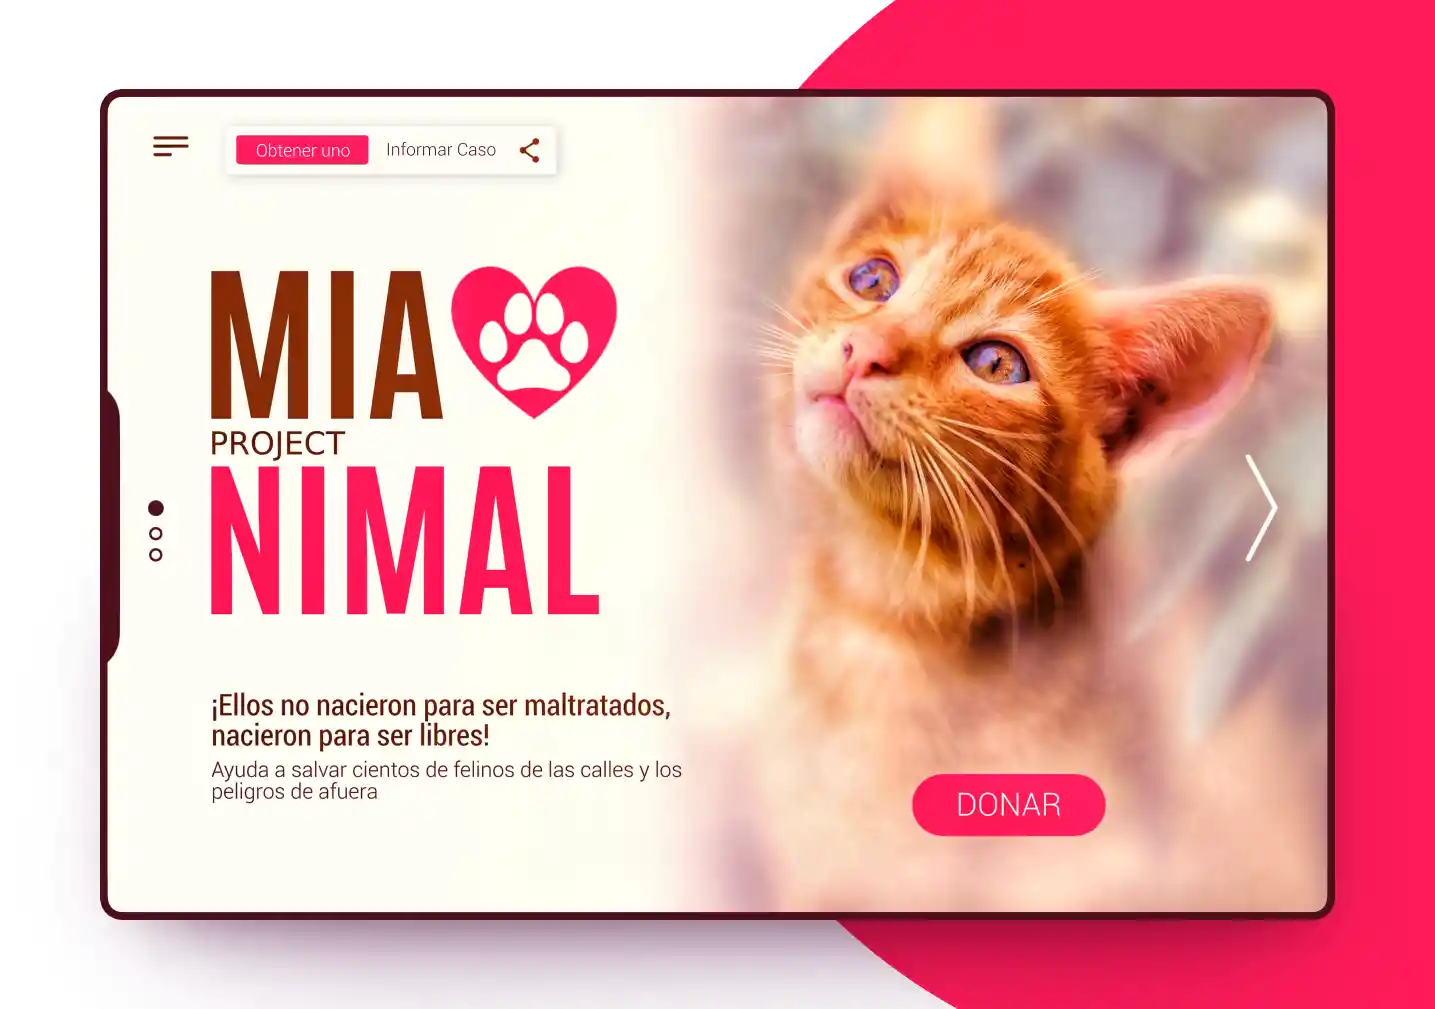 Obtener uno Informar Caso
MIA
PROJECT
NIMAL
¡Ellos no nacieron para ser maltratados,
nacieron para ser libres!
Ayuda a salvar cientos de felinos de las calles y los
peligros de afuera
DONAR